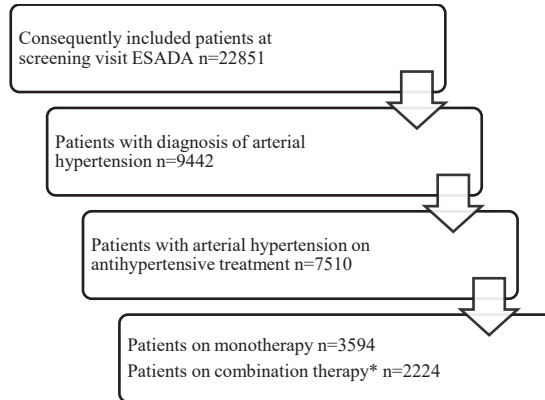 Consequently included patients at
screening visit ESADA n=22851
Patients with diagnosis of arterial
hypertension n=9442
Patients with arterial hypertension on
antihypertensive treatment n=7510
Patients on monotherapy n=3594
Patients on combination therapy* n=2224